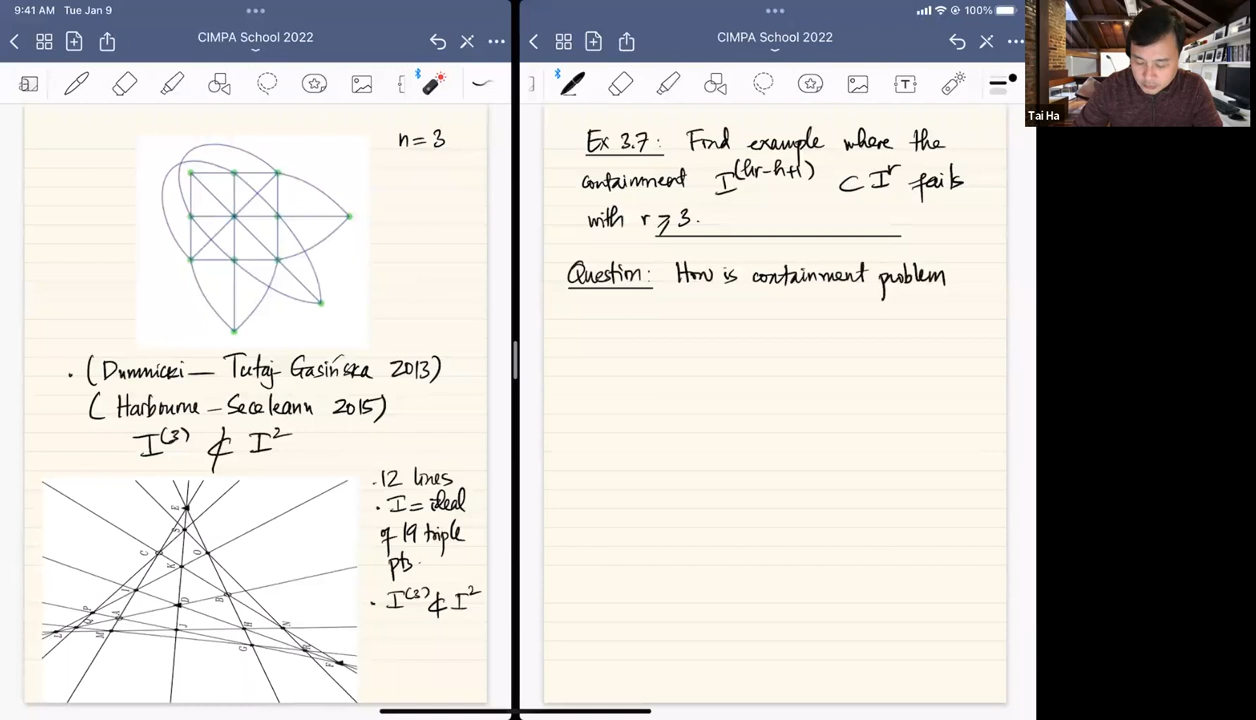 9:41 AM Tue Jan 9
CIMPA School 2022
n = 3
· (Dumnicki — Tutaj-Gasińska 2013)
( Harbourne – Seceleanu 2015)
I^(3) ⊄ I^2
· 12 lines
· I = ideal
of 19 triple
pts.
· I^(3) ⊄ I^2
E
S
C
O
K
I
D
B
P
A
Q
L
M
J
H
N
G
R
F
100%
CIMPA School 2022
T
Ex 3.7: Find example where the
containment I^(hr-h+1) ⊂ I^r fails
with r ⩾ 3.
Question: How is containment problem
Tai Ha